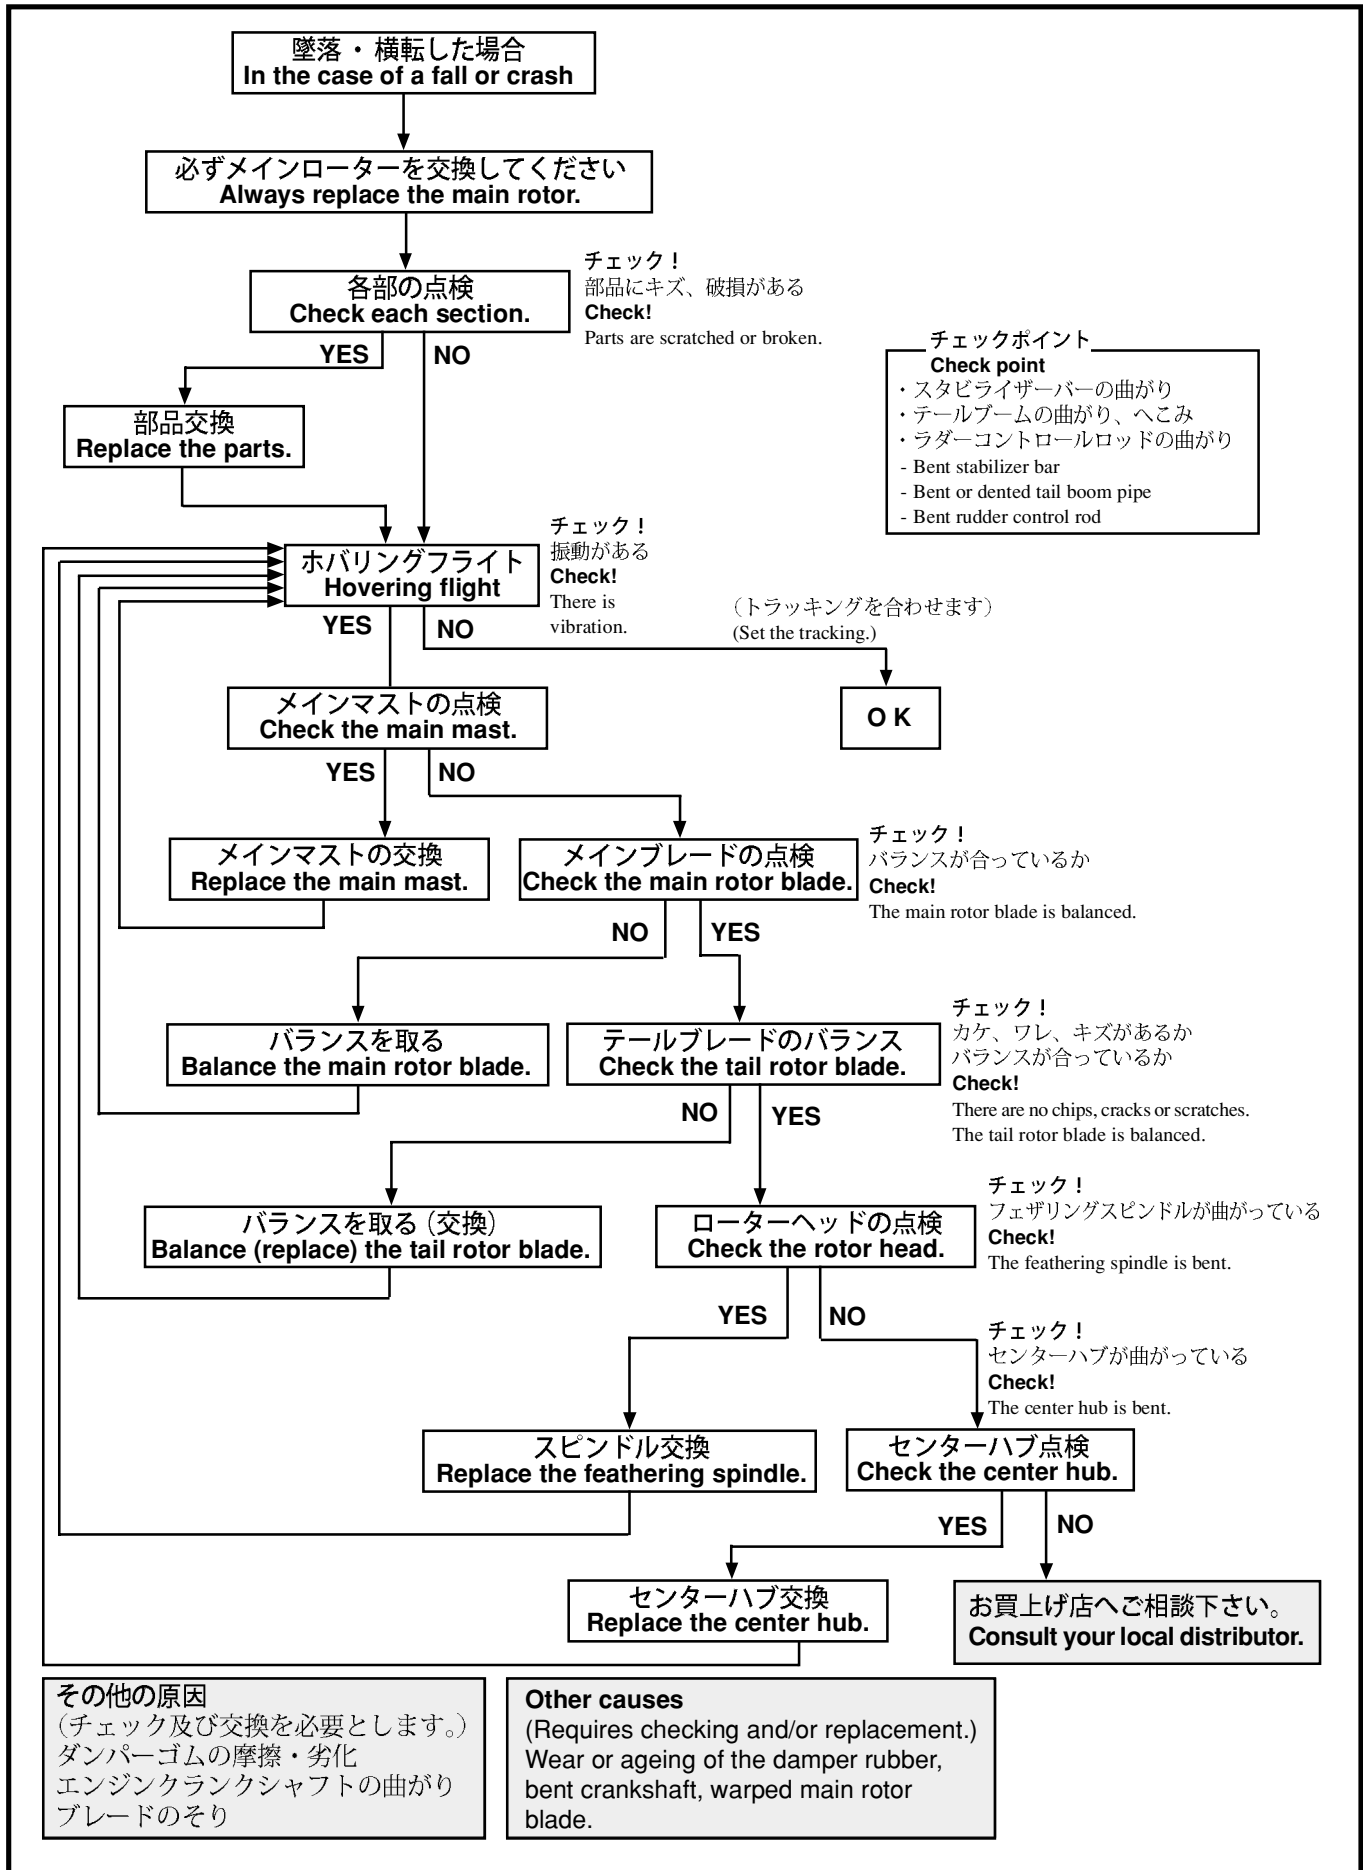 墜落・横転した場合
In the case of a fall or crash
必ずメインローターを交換してください
Always replace the main rotor.
各部の点検
Check each section.
チェック！
部品にキズ、破損がある
Check!
Parts are scratched or broken.
YES
NO
チェックポイント
Check point
・スタビライザーバーの曲がり
・テールブームの曲がり、へこみ
・ラダーコントロールロッドの曲がり
- Bent stabilizer bar
- Bent or dented tail boom pipe
- Bent rudder control rod
部品交換
Replace the parts.
ホバリングフライト
Hovering flight
チェック！
振動がある
Check!
There is
vibration.
YES
NO
（トラッキングを合わせます）
(Set the tracking.)
メインマストの点検
Check the main mast.
O K
YES
NO
メインマストの交換
Replace the main mast.
メインブレードの点検
Check the main rotor blade.
チェック！
バランスが合っているか
Check!
The main rotor blade is balanced.
NO
YES
バランスを取る
Balance the main rotor blade.
テールブレードのバランス
Check the tail rotor blade.
チェック！
カケ、ワレ、キズがあるか
バランスが合っているか
Check!
There are no chips, cracks or scratches.
The tail rotor blade is balanced.
NO
YES
バランスを取る（交換）
Balance (replace) the tail rotor blade.
ローターヘッドの点検
Check the rotor head.
チェック！
フェザリングスピンドルが曲がっている
Check!
The feathering spindle is bent.
YES
NO
チェック！
センターハブが曲がっている
Check!
The center hub is bent.
スピンドル交換
Replace the feathering spindle.
センターハブ点検
Check the center hub.
YES
NO
センターハブ交換
Replace the center hub.
お買上げ店へご相談下さい。
Consult your local distributor.
その他の原因
（チェック及び交換を必要とします。）
ダンパーゴムの摩擦・劣化
エンジンクランクシャフトの曲がり
ブレードのそり
Other causes
(Requires checking and/or replacement.)
Wear or ageing of the damper rubber,
bent crankshaft, warped main rotor
blade.